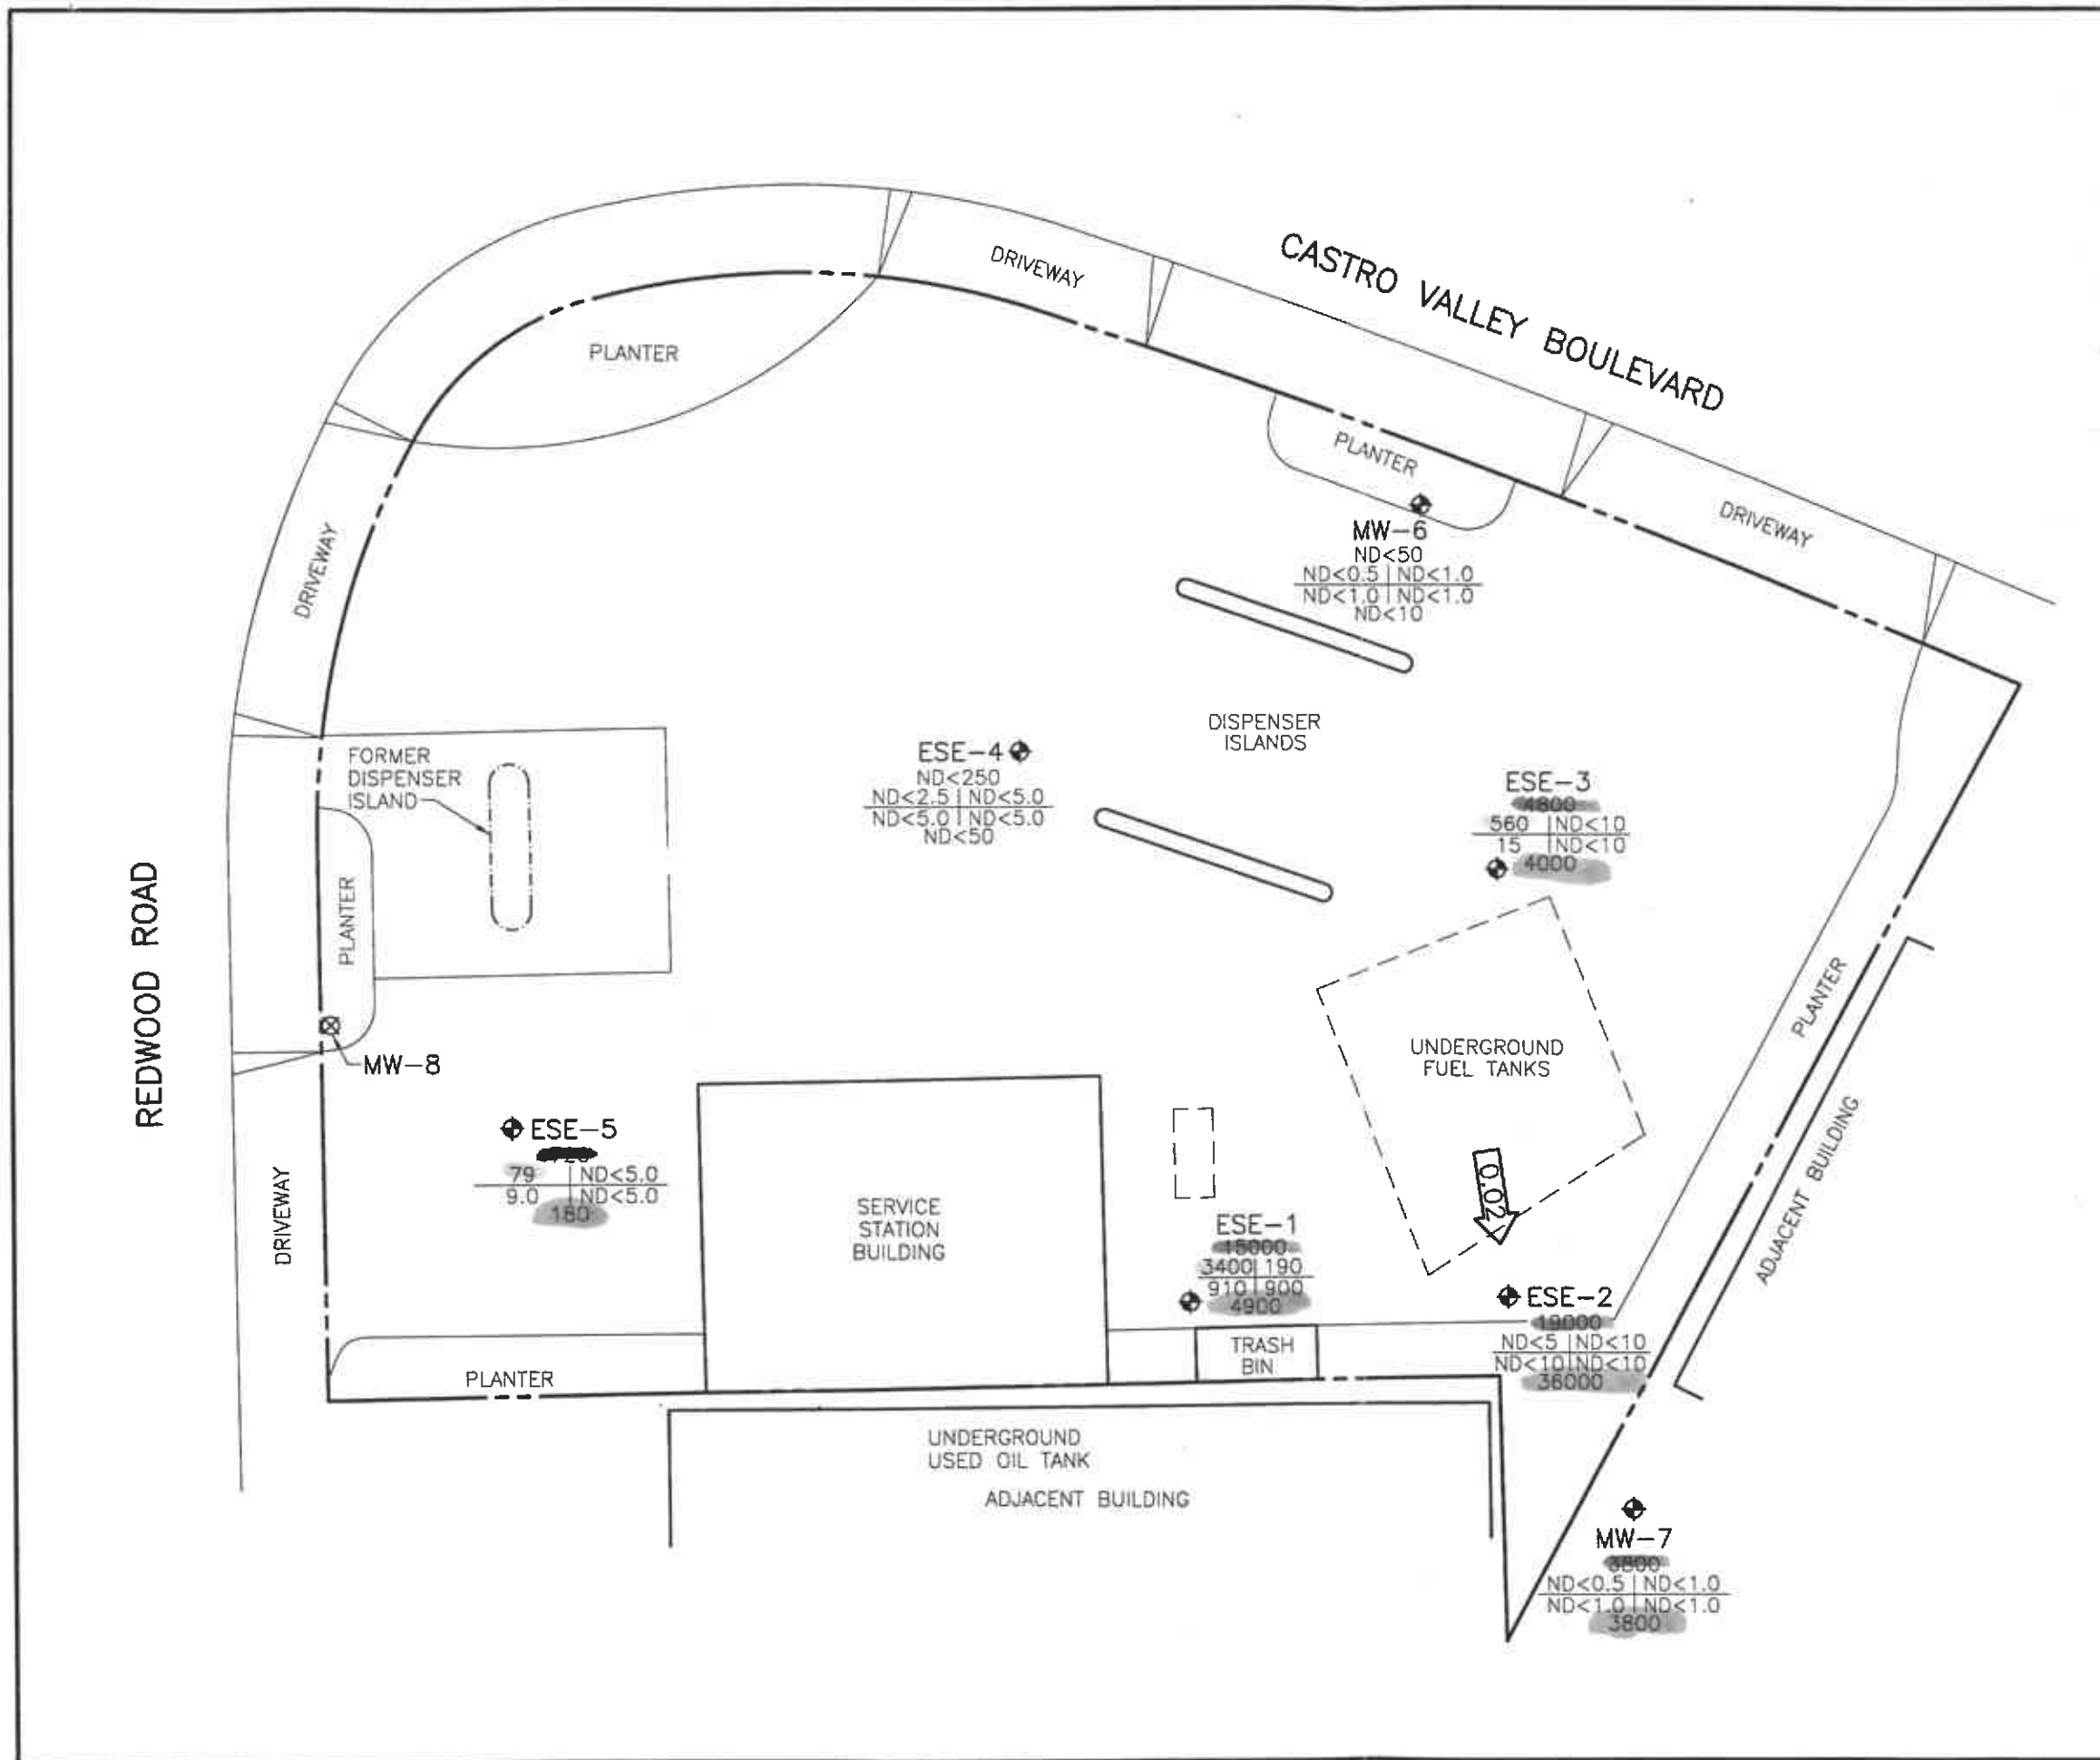 CASTRO VALLEY BOULEVARD
DRIVEWAY
PLANTER
PLANTER
DRIVEWAY
MW-6
ND<50
ND<0.5 | ND<1.0
ND<1.0 | ND<1.0
ND<10
DRIVEWAY
DISPENSER
ISLANDS
FORMER
DISPENSER
ISLAND
ESE-4
ND<250
ND<2.5 | ND<5.0
ND<5.0 | ND<5.0
ND<50
ESE-3
4800
560 | ND<10
15 | ND<10
4000
REDWOOD ROAD
PLANTER
PLANTER
MW-8
UNDERGROUND
FUEL TANKS
ADJACENT BUILDING
ESE-5
79 | ND<5.0
9.0 | ND<5.0
180
DRIVEWAY
SERVICE
STATION
BUILDING
0.02
ESE-1
15000
3400 | 190
910 | 900
4900
ESE-2
19000
ND<5 | ND<10
ND<10 | ND<10
36000
TRASH
BIN
PLANTER
UNDERGROUND
USED OIL TANK
ADJACENT BUILDING
MW-7
3800
ND<0.5 | ND<1.0
ND<1.0 | ND<1.0
3800